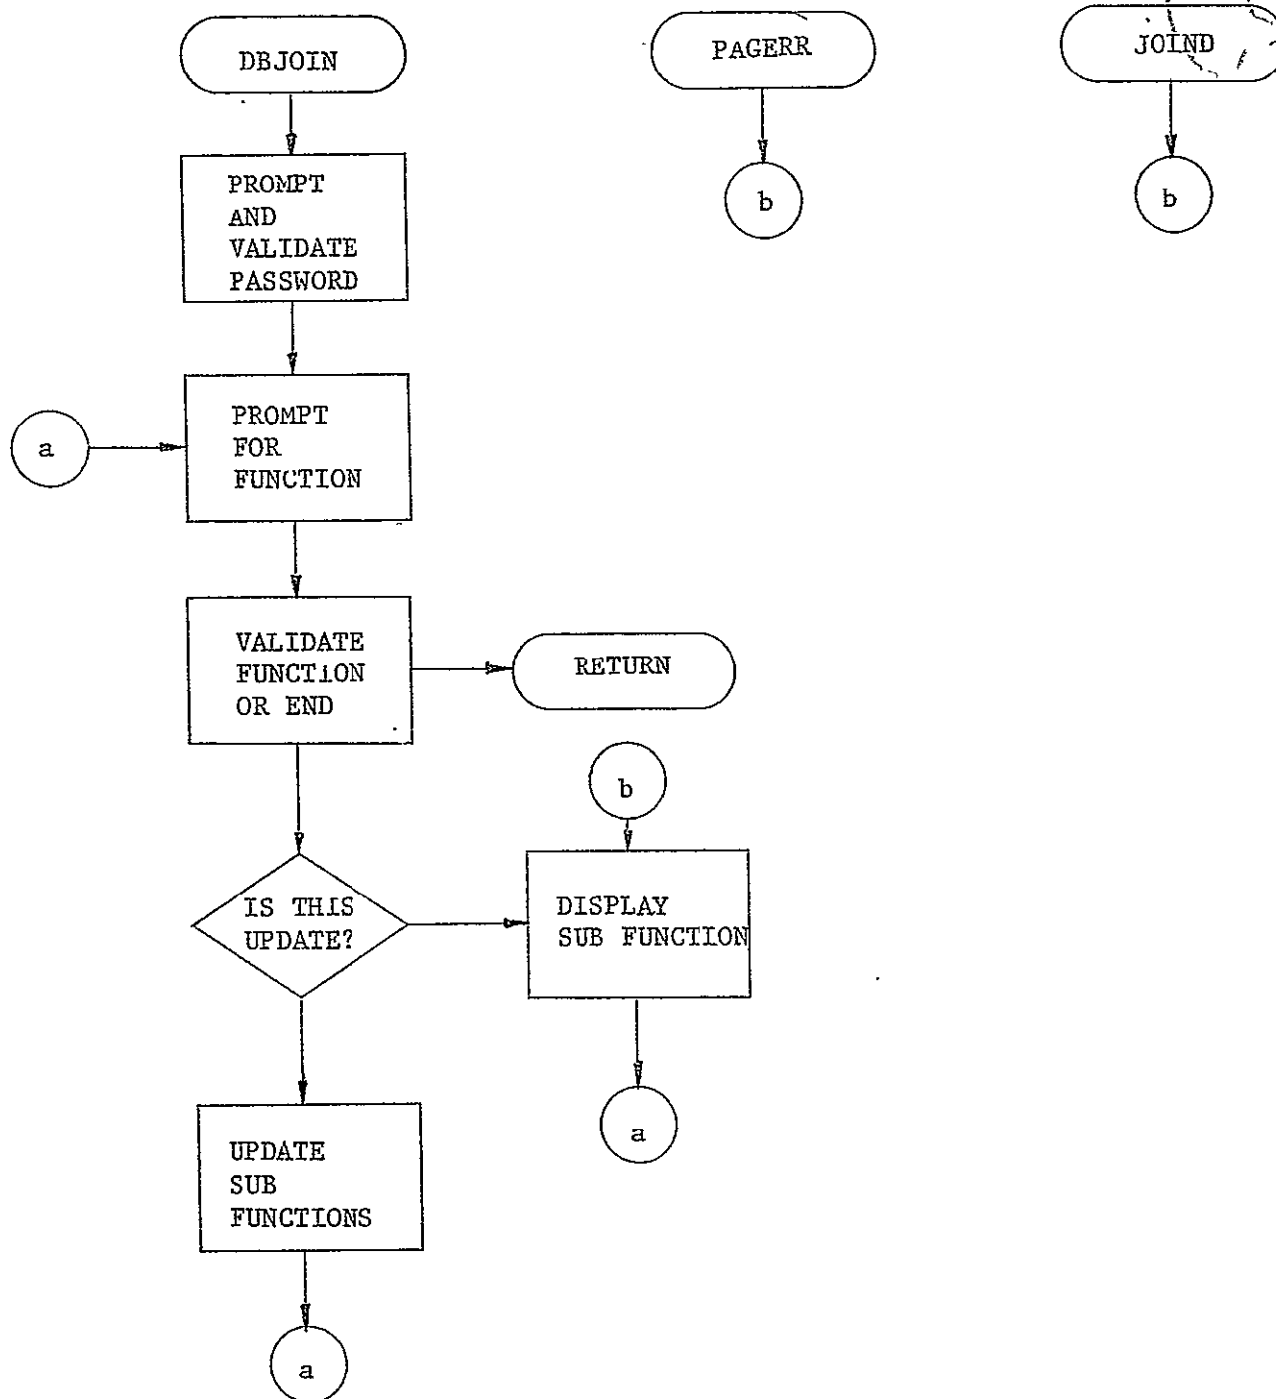 DBJOIN
PAGERR
JOIND
PROMPT
AND
VALIDATE
PASSWORD
b
b
PROMPT
FOR
FUNCTION
a
VALIDATE
FUNCTION
OR END
RETURN
b
IS THIS
UPDATE?
DISPLAY
SUB FUNCTION
a
UPDATE
SUB
FUNCTIONS
a